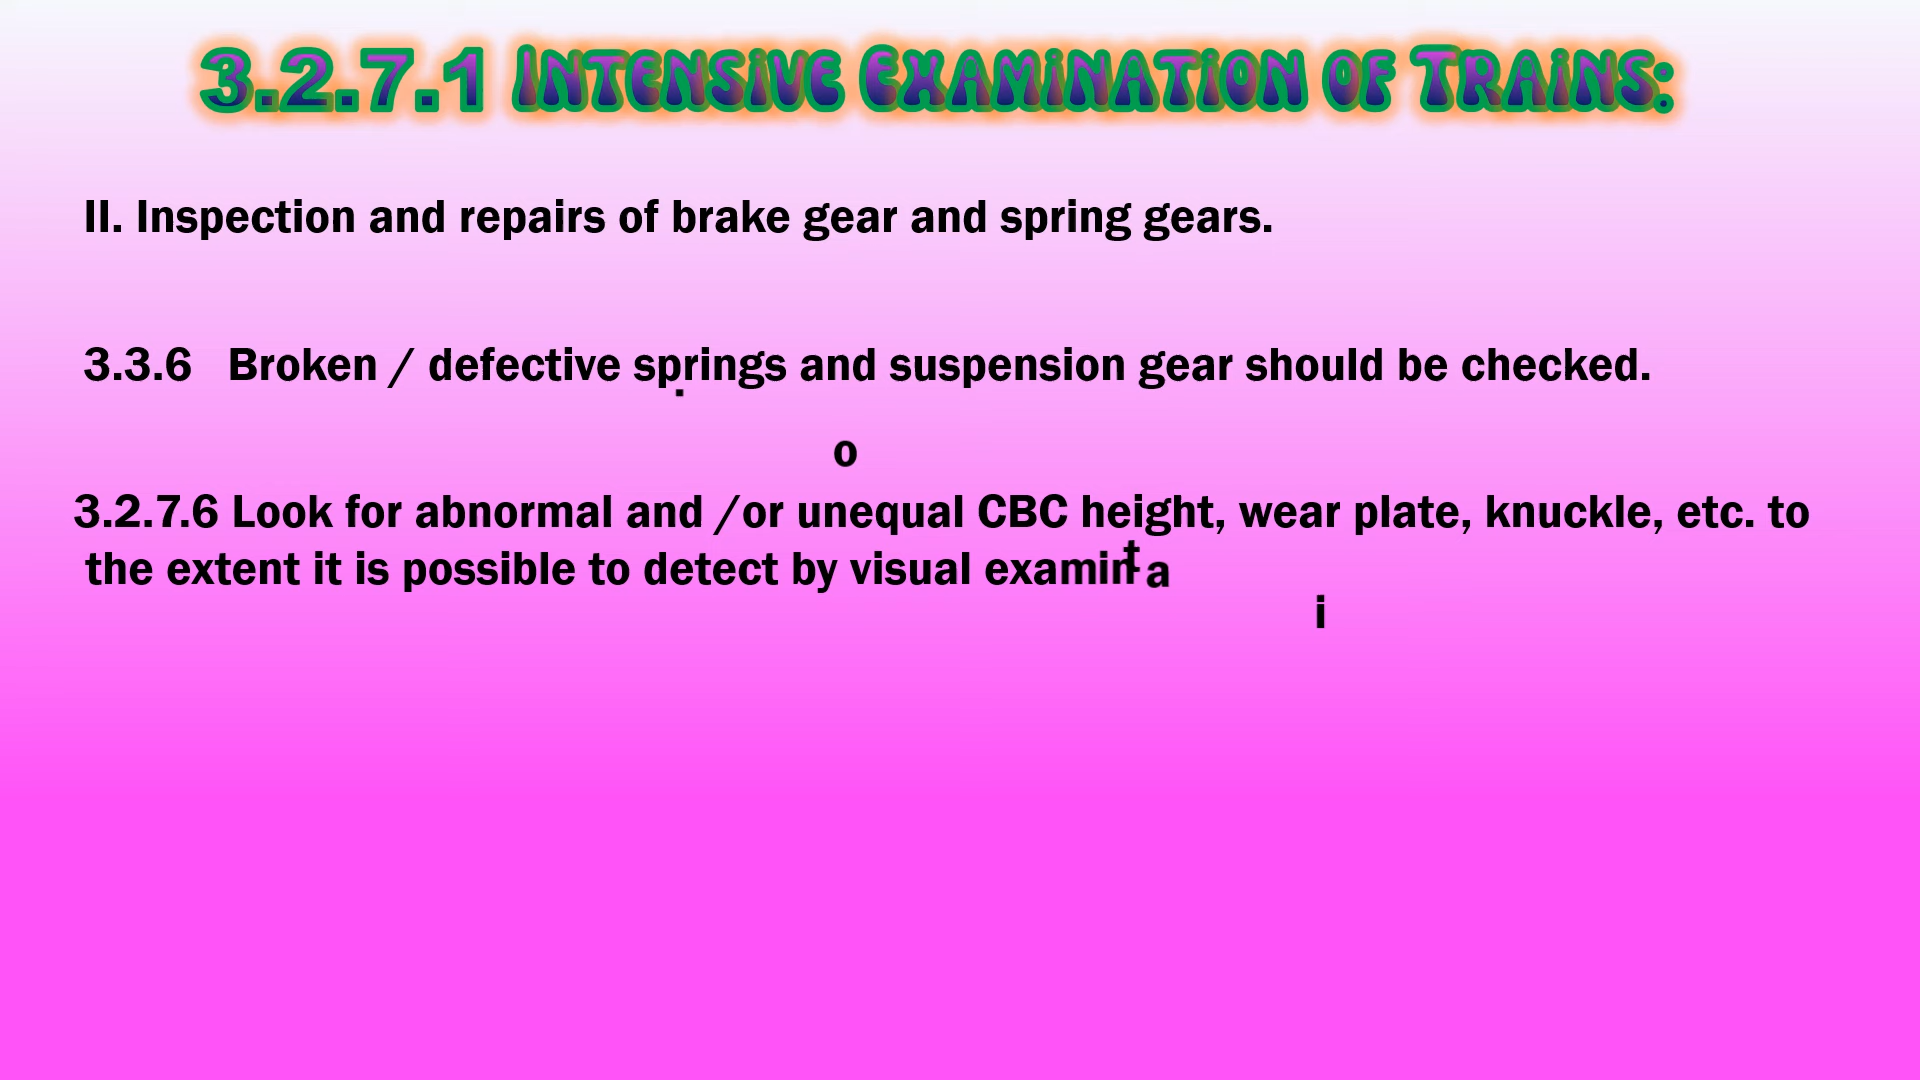 3.2.7.1 Intensive Examination of Trains:
II. Inspection and repairs of brake gear and spring gears.
3.3.6 Broken / defective springs and suspension gear should be checked.
.
o
3.2.7.6 Look for abnormal and /or unequal CBC height, wear plate, knuckle, etc. to
the extent it is possible to detect by visual examin
t a
i